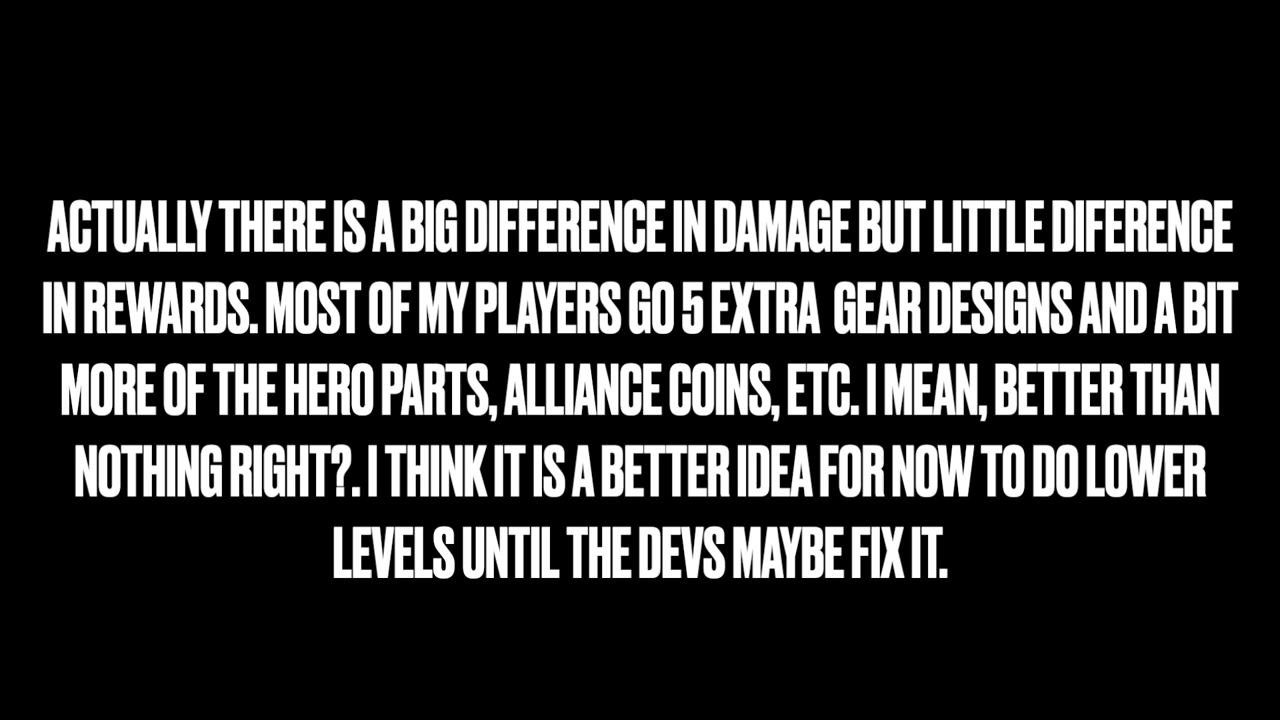 ACTUALLY THERE IS A BIG DIFFERENCE IN DAMAGE BUT LITTLE DIFERENCE
IN REWARDS. MOST OF MY PLAYERS GO 5 EXTRA  GEAR DESIGNS AND A BIT
MORE OF THE HERO PARTS, ALLIANCE COINS, ETC. I MEAN, BETTER THAN
NOTHING RIGHT?. I THINK IT IS A BETTER IDEA FOR NOW TO DO LOWER
LEVELS UNTIL THE DEVS MAYBE FIX IT.